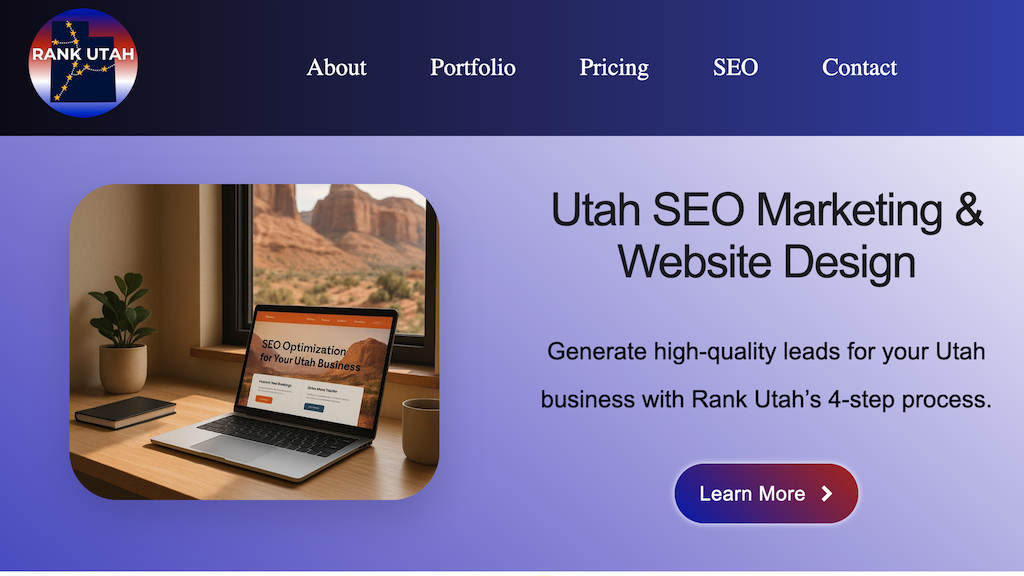 RANK UTAH
About
Portfolio
Pricing
SEO
Contact
Utah SEO Marketing &
Website Design
SEO Optimization
for Your Utah Business
Generate high-quality leads for your Utah
business with Rank Utah’s 4-step process.
Learn More